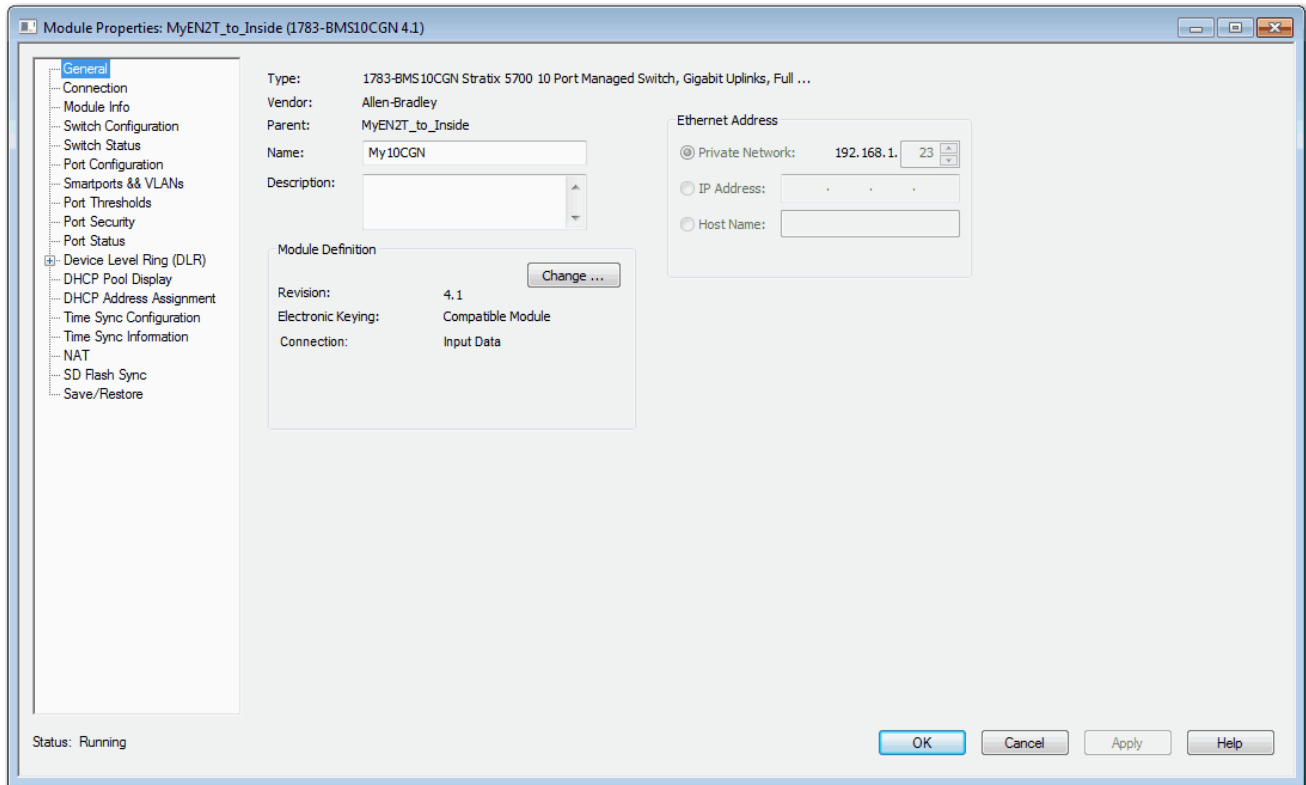 Module Properties: MyEN2T_to_Inside (1783-BMS10CGN 4.1)
General
Connection
Module Info
Switch Configuration
Switch Status
Port Configuration
Smartports && VLANs
Port Thresholds
Port Security
Port Status
Device Level Ring (DLR)
DHCP Pool Display
DHCP Address Assignment
Time Sync Configuration
Time Sync Information
NAT
SD Flash Sync
Save/Restore
Type: 1783-BMS10CGN Stratix 5700 10 Port Managed Switch, Gigabit Uplinks, Full ...
Vendor: Allen-Bradley
Parent: MyEN2T_to_Inside
Name: My10CGN
Description:
Module Definition
Change ...
Revision: 4.1
Electronic Keying: Compatible Module
Connection: Input Data
Ethernet Address
Private Network: 192.168.1. 23
IP Address: . . .
Host Name:
Status: Running
OK Cancel Apply Help